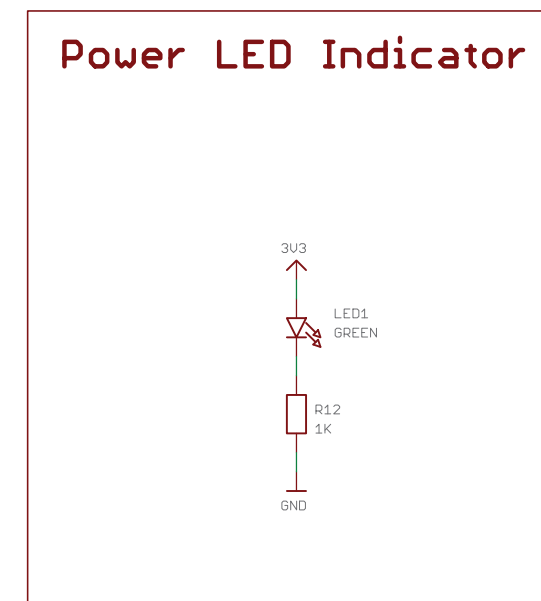 Power LED Indicator
3V3
LED1
GREEN
R12
1K
GND